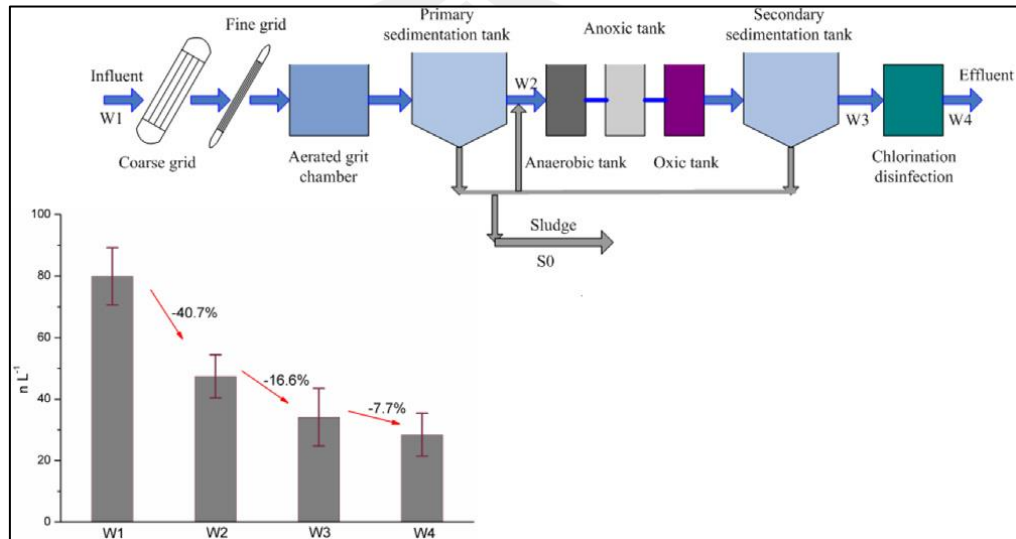 Primary
sedimentation tank
Secondary
sedimentation tank
Fine grid
Anoxic tank
Influent
W1
W2
Effluent
W3
W4
Coarse grid
Aerated grit
chamber
Anaerobic tank
Oxic tank
Chlorination
disinfection
Sludge
S0
100
80
60
40
20
0
n L⁻¹
-40.7%
-16.6%
-7.7%
W1
W2
W3
W4